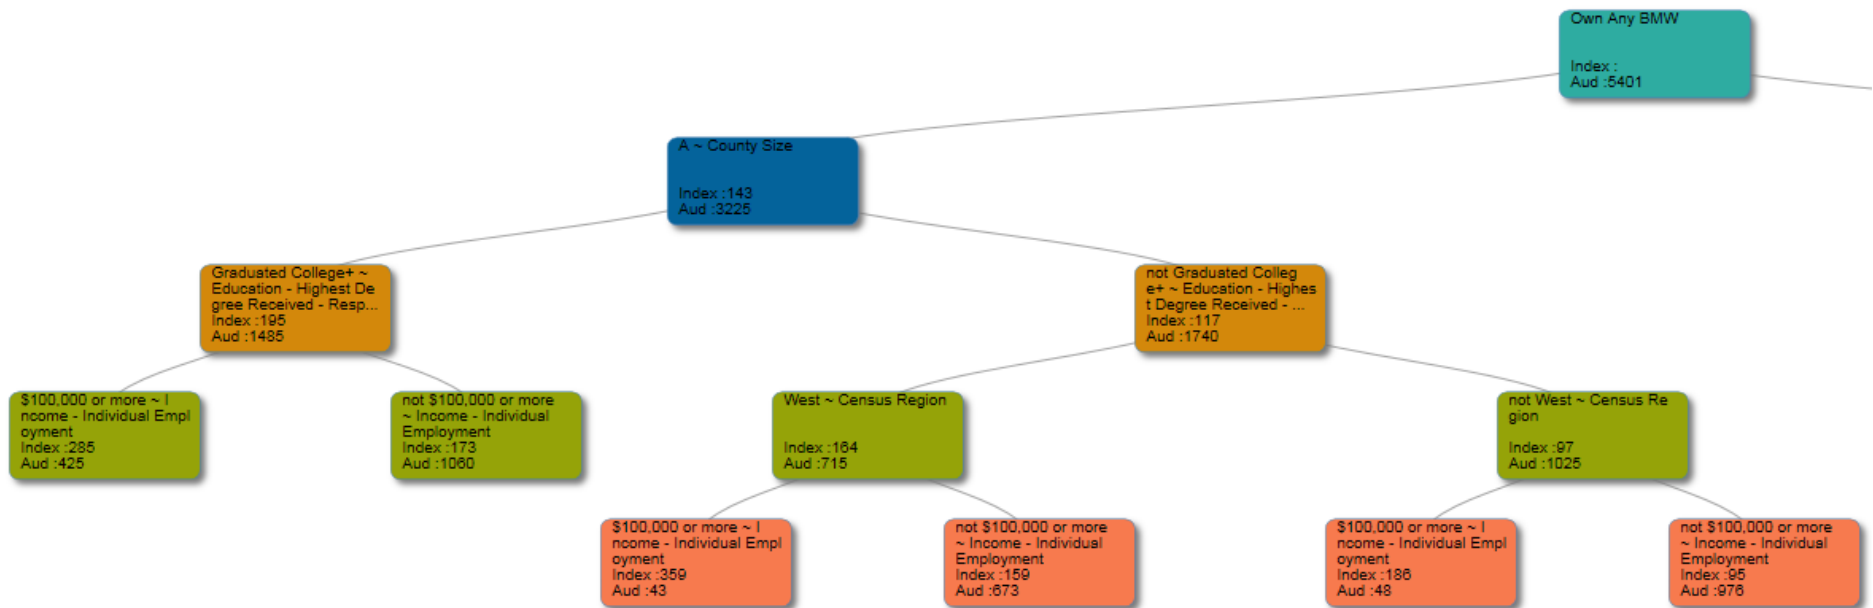 Own Any BMW
Index :
Aud :5401
A ~ County Size
Index :143
Aud :3225
Graduated College+ ~
Education - Highest De
gree Received - Resp...
Index :195
Aud :1485
not Graduated Colleg
e+ ~ Education - Highes
t Degree Received - ...
Index :117
Aud :1740
$100,000 or more ~ I
ncome - Individual Empl
oyment
Index :285
Aud :425
not $100,000 or more
~ Income - Individual
Employment
Index :173
Aud :1060
West ~ Census Region
Index :164
Aud :715
not West ~ Census Re
gion
Index :97
Aud :1025
$100,000 or more ~ I
ncome - Individual Empl
oyment
Index :359
Aud :43
not $100,000 or more
~ Income - Individual
Employment
Index :159
Aud :673
$100,000 or more ~ I
ncome - Individual Empl
oyment
Index :186
Aud :48
not $100,000 or more
~ Income - Individual
Employment
Index :95
Aud :976